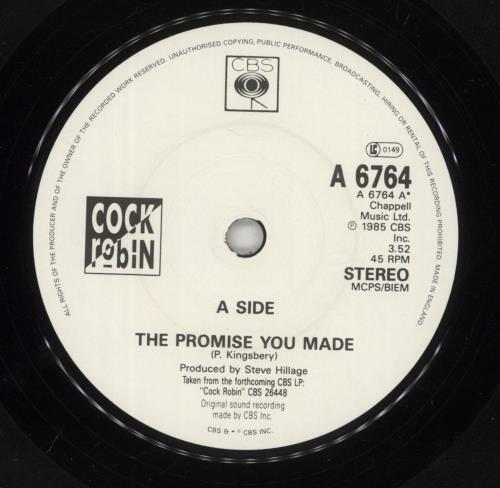 ALL RIGHTS OF THE PRODUCER AND OF THE OWNER OF THE RECORDED WORK RESERVED. UNAUTHORISED COPYING, PUBLIC PERFORMANCE, BROADCASTING, HIRING OR RENTAL OF THIS RECORDING PROHIBITED. MADE IN ENGLAND.
CBS
LC 0149
A 6764
A 6764 A*
Chappell
Music Ltd.
℗ 1985 CBS
Inc.
3.52
45 RPM
STEREO
MCPS/BIEM
COCK
robiN
A SIDE
THE PROMISE YOU MADE
(P. Kingsbery)
Produced by Steve Hillage
Taken from the forthcoming CBS LP:
"Cock Robin" CBS 26448
Original sound recording
made by CBS Inc.
CBS & • ® CBS INC.